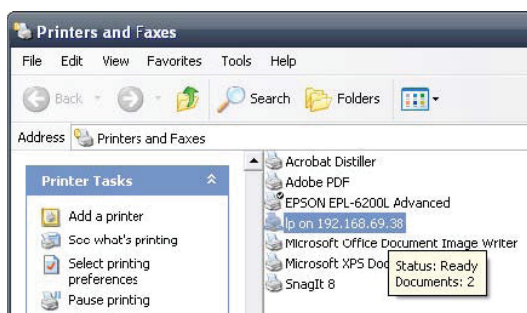 Printers and Faxes
File Edit View Favorites Tools Help
Back Search Folders
Address Printers and Faxes
Printer Tasks
Add a printer
See what's printing
Select printing
preferences
Pause printing
Acrobat Distiller
Adobe PDF
EPSON EPL-6200L Advanced
lp on 192.168.69.38
Microsoft Office Document Image Writer
Microsoft XPS Doc
SnagIt 8
Status: Ready
Documents: 2